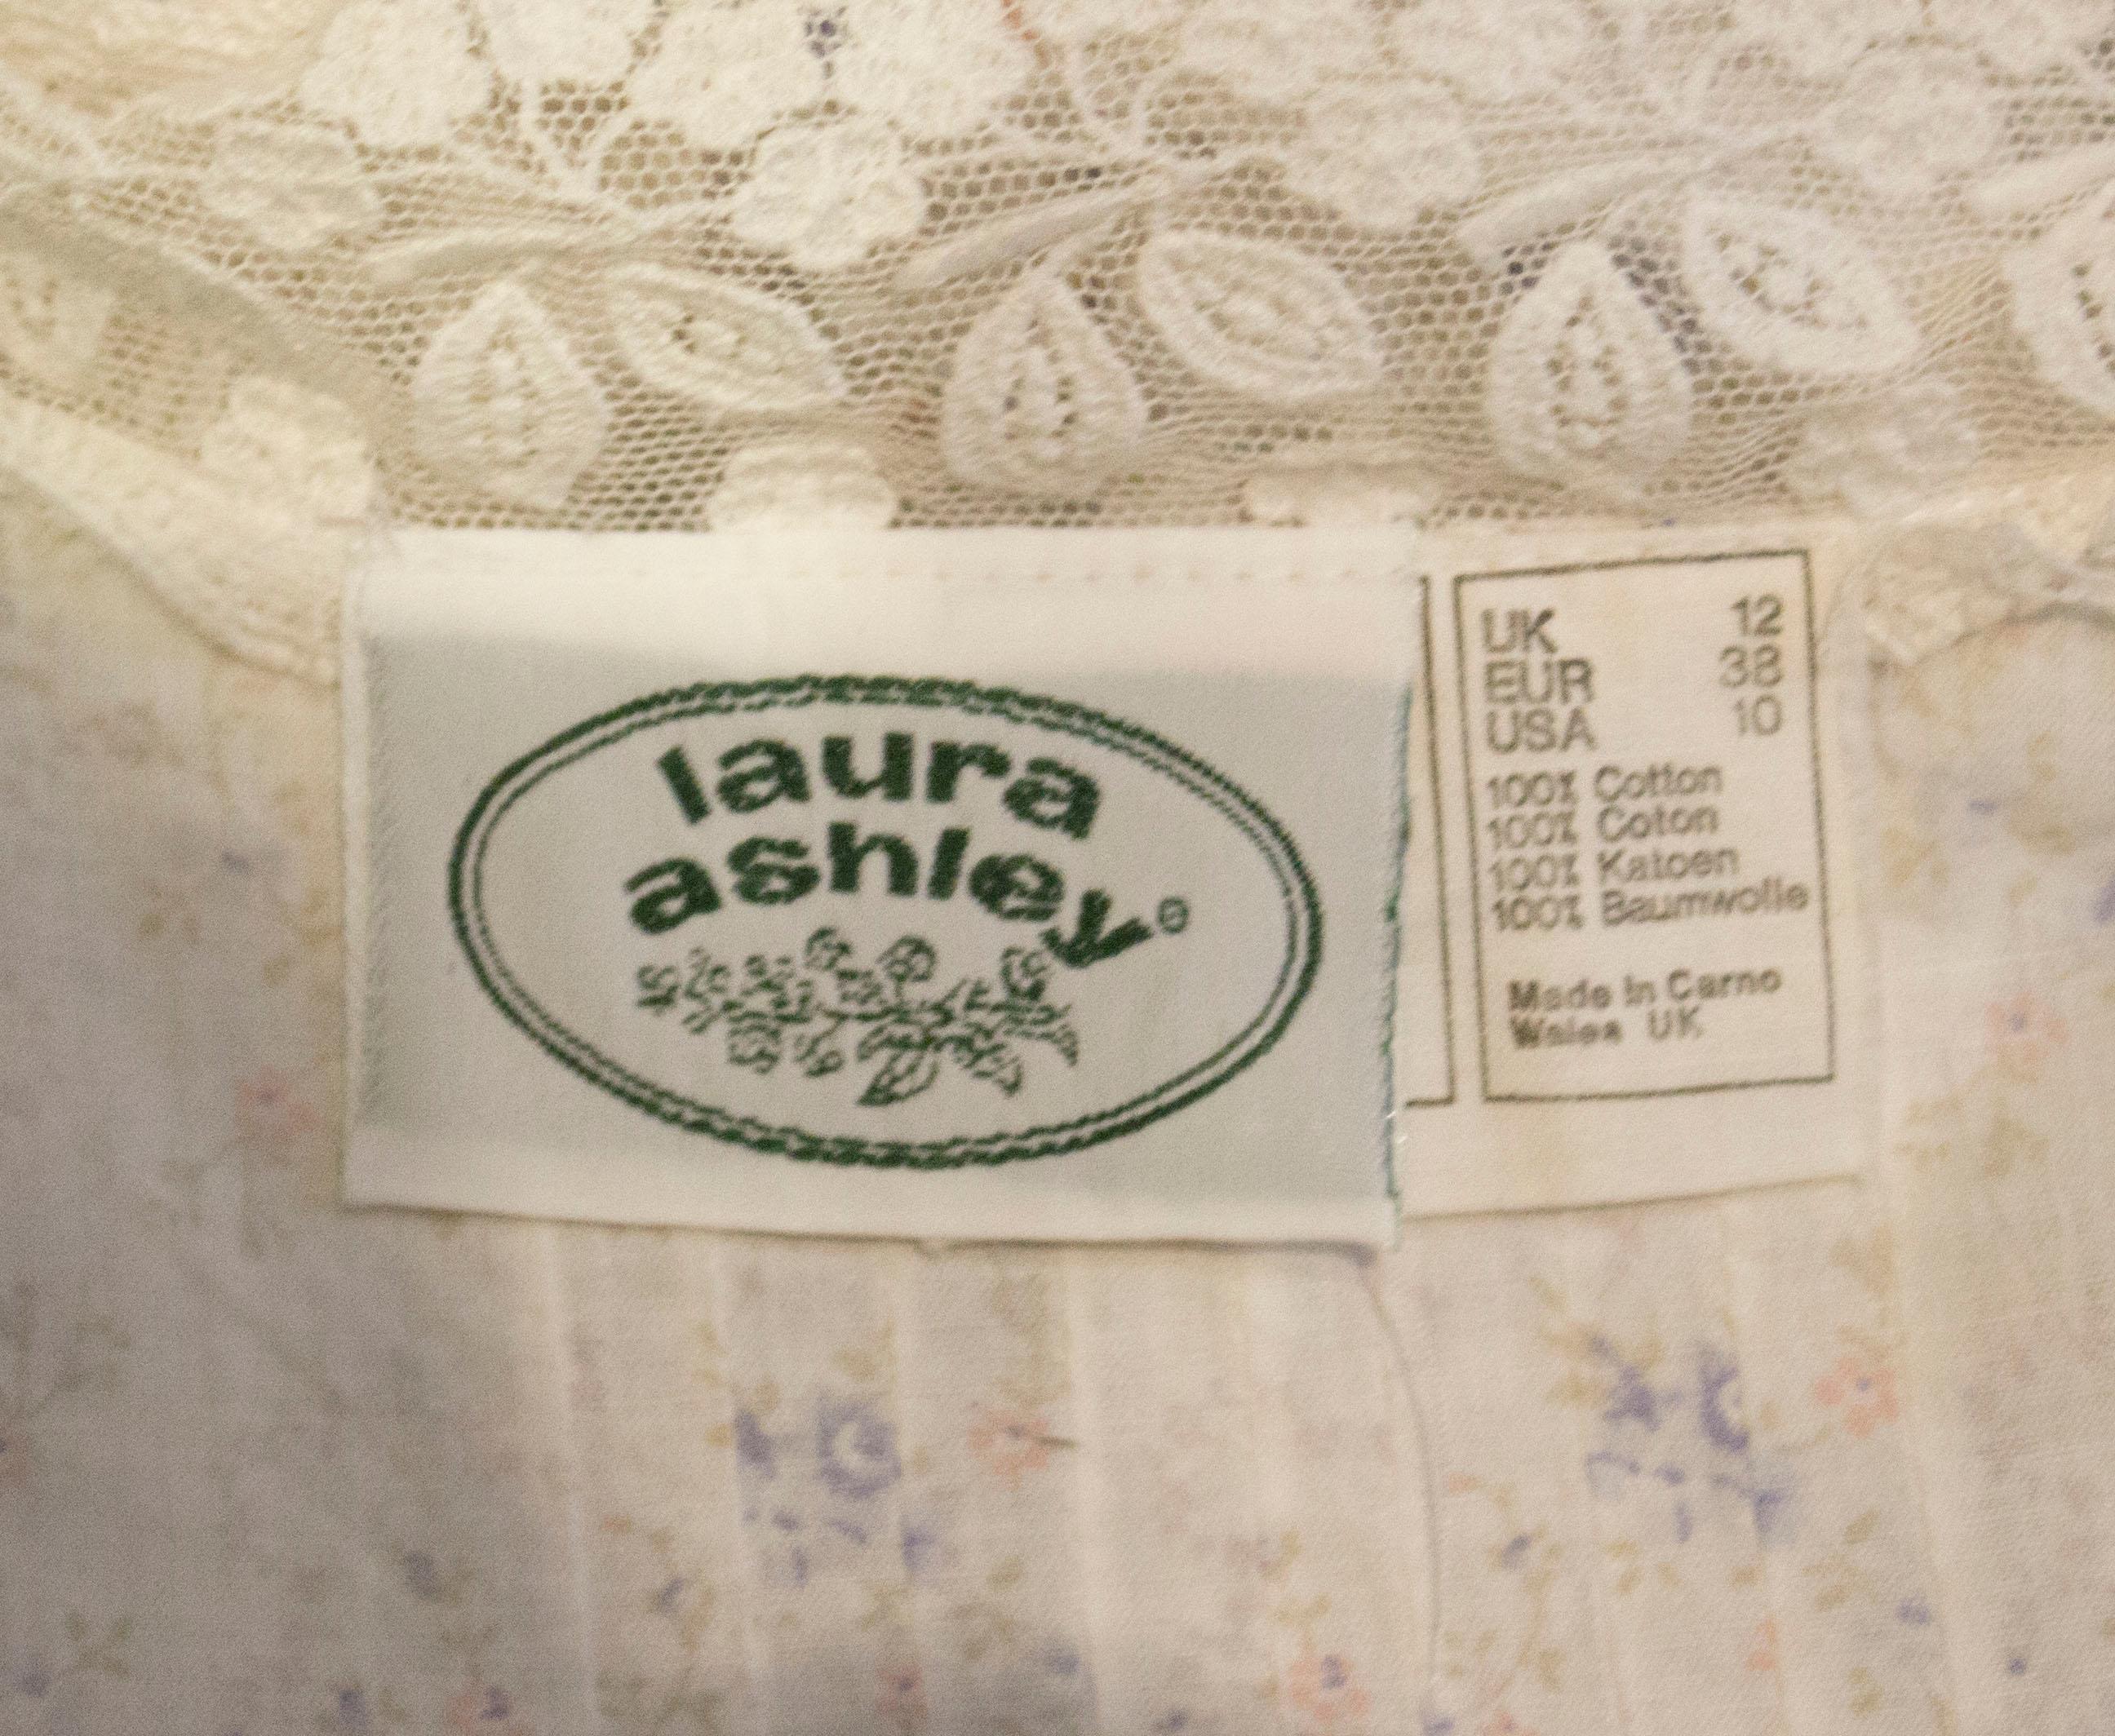 laura
ashley®
UK 12
EUR 38
USA 10
100% Cotton
100% Coton
100% Katoen
100% Baumwolle
Made in Carno
Wales UK